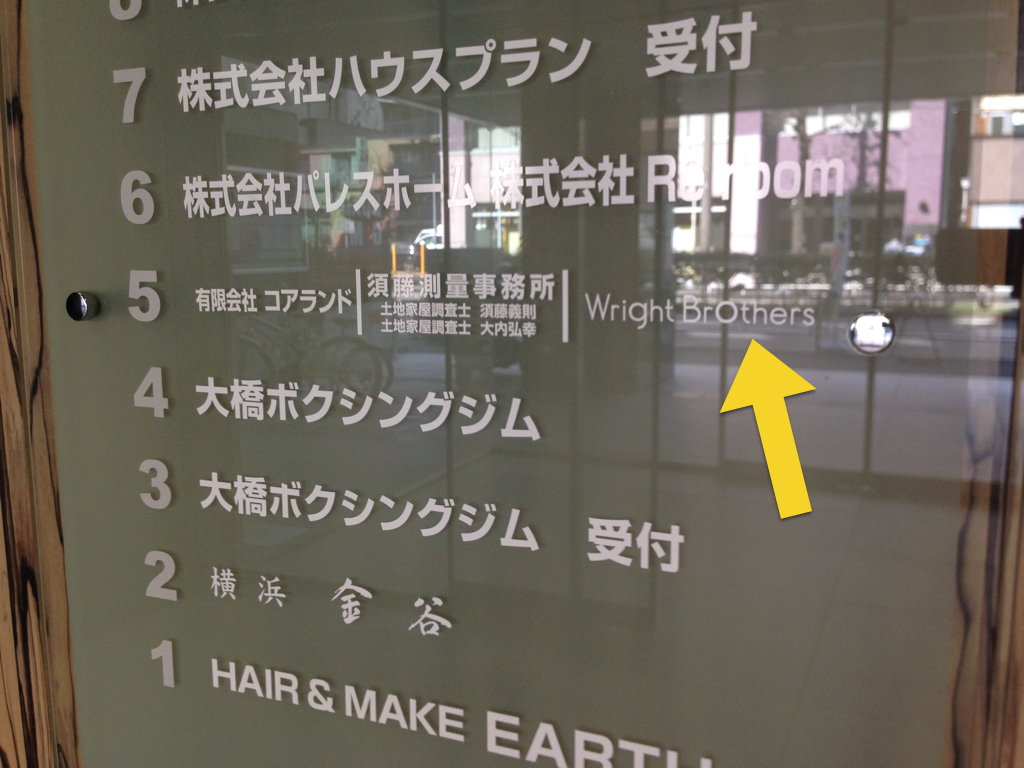 7 株式会社ハウスプラン 受付
6 株式会社パレスホーム 株式会社 Re room
5 有限会社 コアランド 須藤測量事務所 Wright BrOthers
土地家屋調査士 須藤義則
土地家屋調査士 大内弘幸
4 大橋ボクシングジム
3 大橋ボクシングジム 受付
2 横浜 金谷
1 HAIR & MAKE EARTH